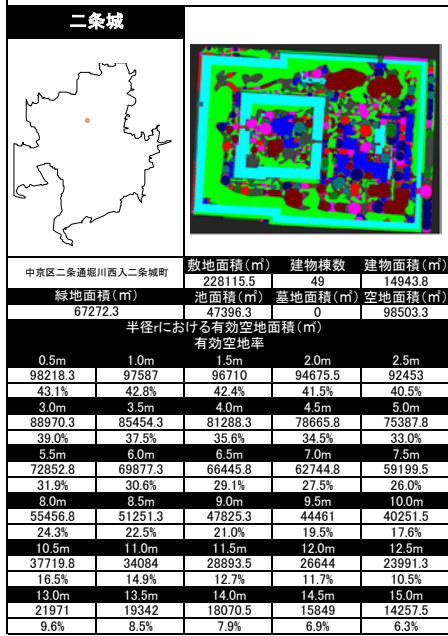 二条城
中京区二条通堀川西入二条城町
敷地面積(㎡) 建物棟数 建物面積(㎡)
228115.5 49 14943.8
緑地面積(㎡) 池面積(㎡) 墓地面積(㎡) 空地面積(㎡)
67272.3 47396.3 0 98503.3
半径rにおける有効空地面積(㎡)
有効空地率
0.5m 1.0m 1.5m 2.0m 2.5m
98218.3 97587 96710 94675.5 92453
43.1% 42.8% 42.4% 41.5% 40.5%
3.0m 3.5m 4.0m 4.5m 5.0m
88970.3 85454.3 81288.3 78665.8 75387.8
39.0% 37.5% 35.6% 34.5% 33.0%
5.5m 6.0m 6.5m 7.0m 7.5m
72852.8 69877.3 66445.8 62744.8 59199.5
31.9% 30.6% 29.1% 27.5% 26.0%
8.0m 8.5m 9.0m 9.5m 10.0m
55456.8 51251.3 47825.3 44461 40251.5
24.3% 22.5% 21.0% 19.5% 17.6%
10.5m 11.0m 11.5m 12.0m 12.5m
37719.8 34084 28893.5 26644 23991.3
16.5% 14.9% 12.7% 11.7% 10.5%
13.0m 13.5m 14.0m 14.5m 15.0m
21971 19342 18070.5 15849 14257.5
9.6% 8.5% 7.9% 6.9% 6.3%